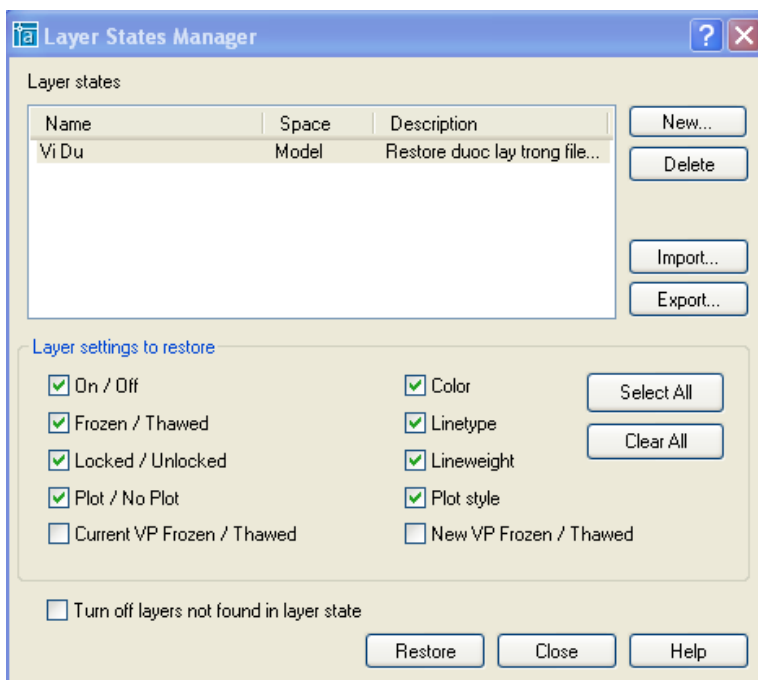 Layer States Manager
Layer states
Name Space Description
Vi Du Model Restore duoc lay trong file...
New...
Delete
Import...
Export...
Layer settings to restore
On / Off Color
Frozen / Thawed Linetype
Locked / Unlocked Lineweight
Plot / No Plot Plot style
Current VP Frozen / Thawed New VP Frozen / Thawed
Select All
Clear All
Turn off layers not found in layer state
Restore Close Help